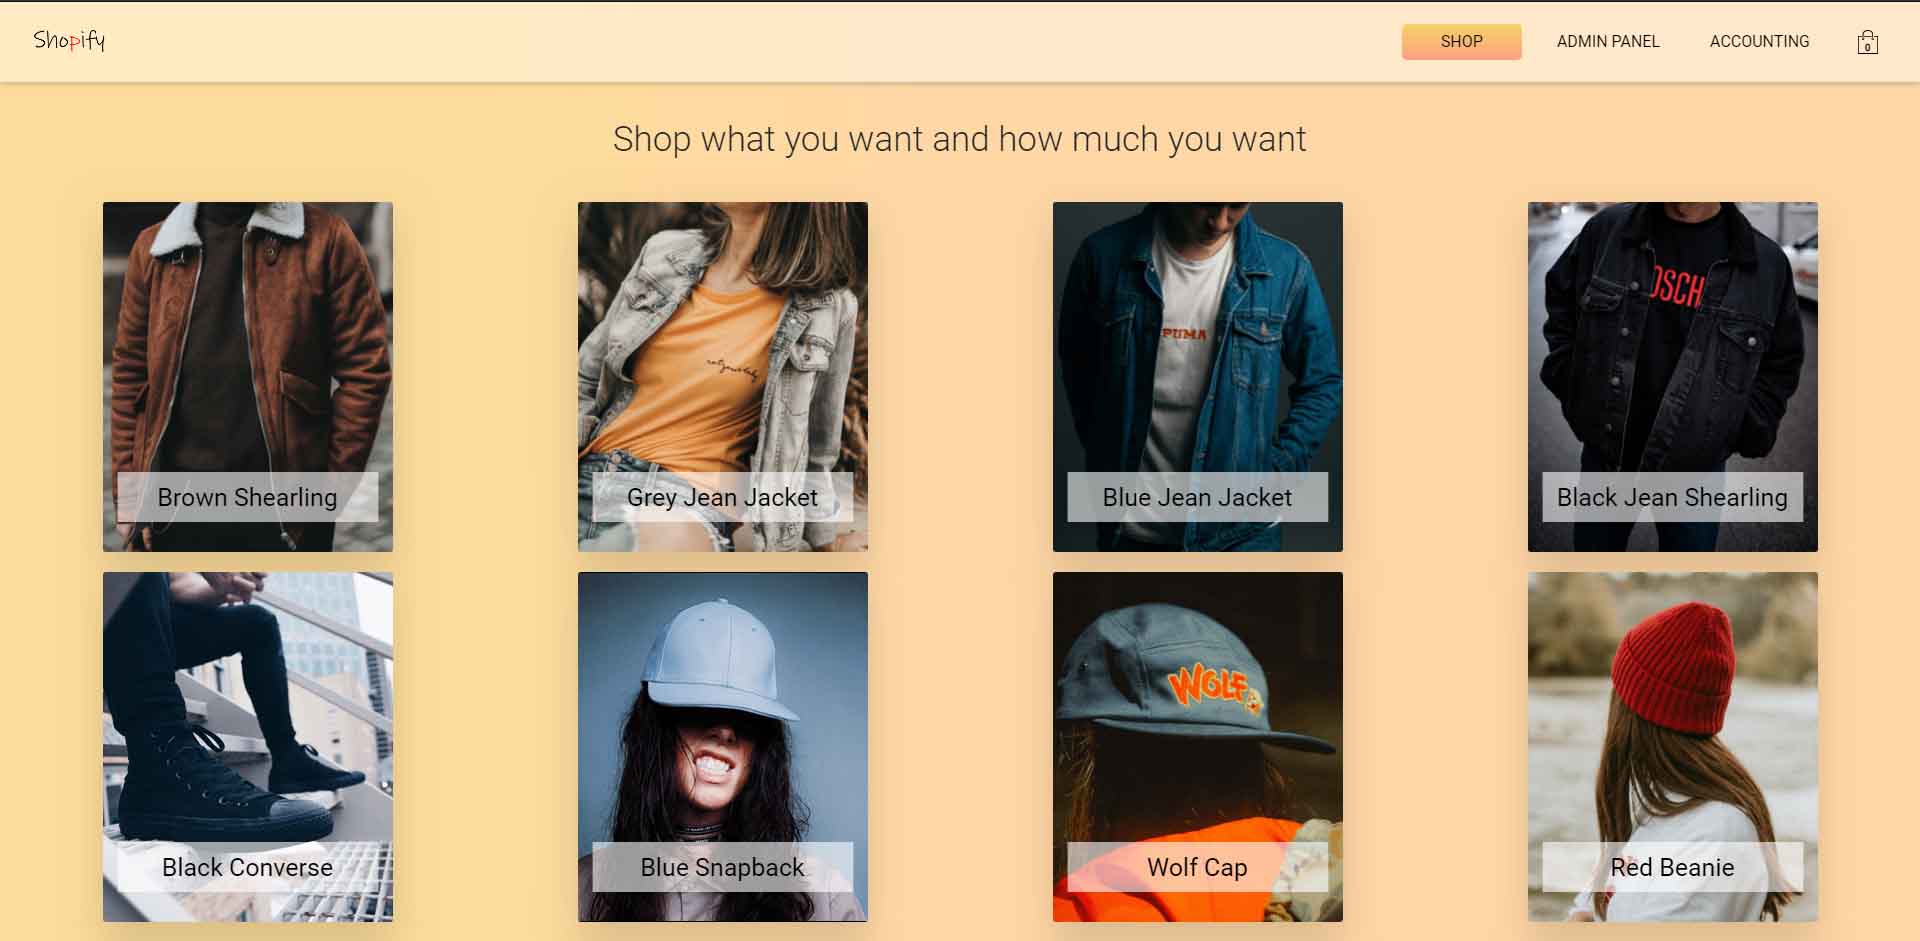 Shopify
SHOP
ADMIN PANEL
ACCOUNTING
0
Shop what you want and how much you want
PUMA
OSCH
Brown Shearling
Grey Jean Jacket
Blue Jean Jacket
Black Jean Shearling
WOLF
Black Converse
Blue Snapback
Wolf Cap
Red Beanie